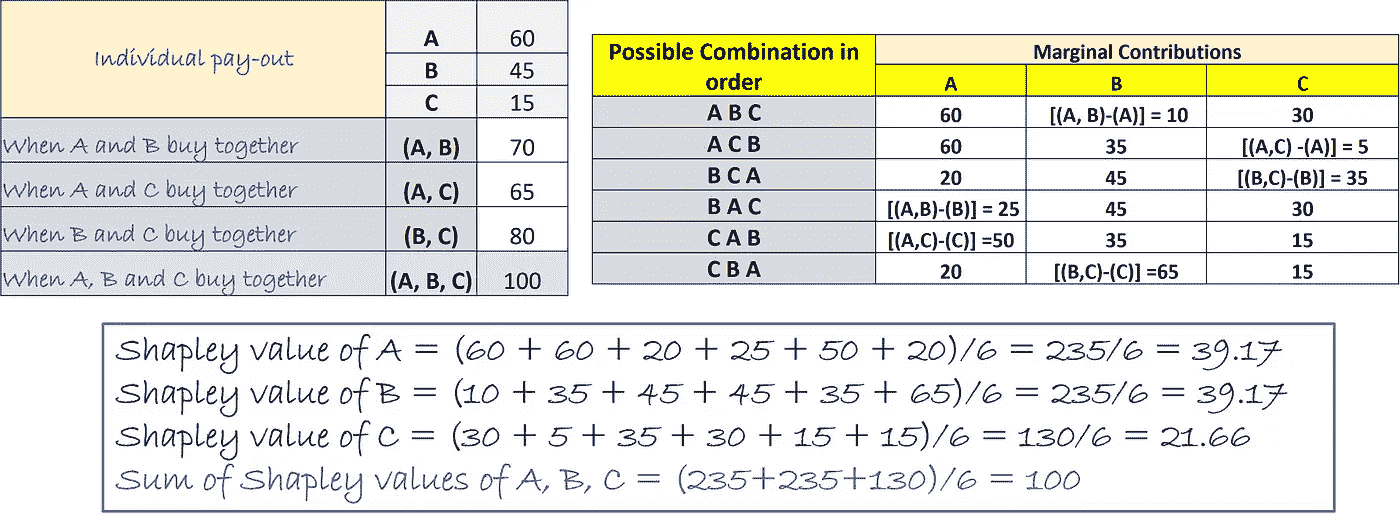 Individual pay-out
A 60
B 45
C 15
When A and B buy together (A, B) 70
When A and C buy together (A, C) 65
When B and C buy together (B, C) 80
When A, B and C buy together (A, B, C) 100
Possible Combination in
order
Marginal Contributions
A B C
A B C 60 [(A, B)-(A)] = 10 30
A C B 60 35 [(A,C) -(A)] = 5
B C A 20 45 [(B,C)-(B)] = 35
B A C [(A,B)-(B)] = 25 45 30
C A B [(A,C)-(C)] =50 35 15
C B A 20 [(B,C)-(C)] =65 15
Shapley value of A = (60 + 60 + 20 + 25 + 50 + 20)/6 = 235/6 = 39.17
Shapley value of B = (10 + 35 + 45 + 45 + 35 + 65)/6 = 235/6 = 39.17
Shapley value of C = (30 + 5 + 35 + 30 + 15 + 15)/6 = 130/6 = 21.66
Sum of Shapley values of A, B, C = (235+235+130)/6 = 100